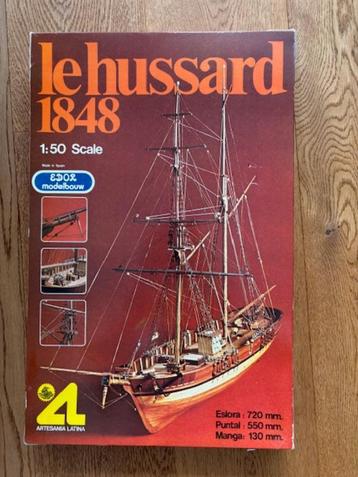 le hussard
1848
1:50 Scale
Made in Spain
EDOZ
modelbouw
AL
ARTESANIA LATINA
Eslora: 720 mm.
Puntal: 550 mm.
Manga: 130 mm.